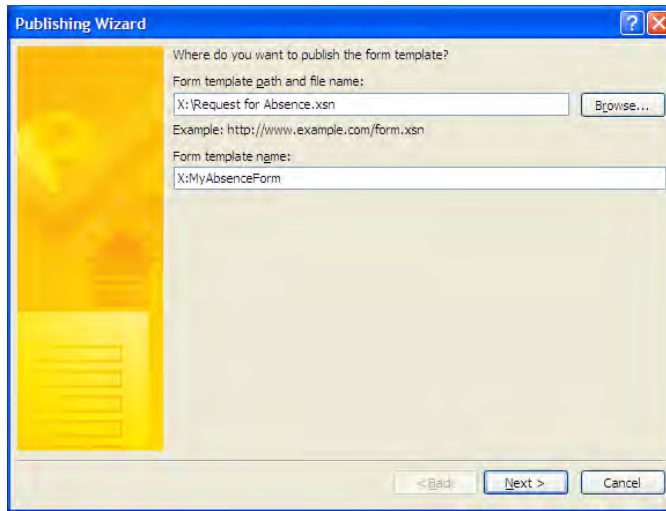 Publishing Wizard
Where do you want to publish the form template?
Form template path and file name:
X:\Request for Absence.xsn
Browse...
Example: http://www.example.com/form.xsn
Form template name:
X:MyAbsenceForm
< Back
Next >
Cancel